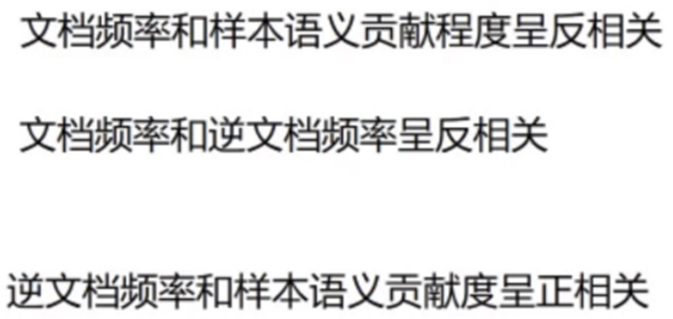 文档频率和样本语义贡献程度呈反相关
文档频率和逆文档频率呈反相关
逆文档频率和样本语义贡献度呈正相关